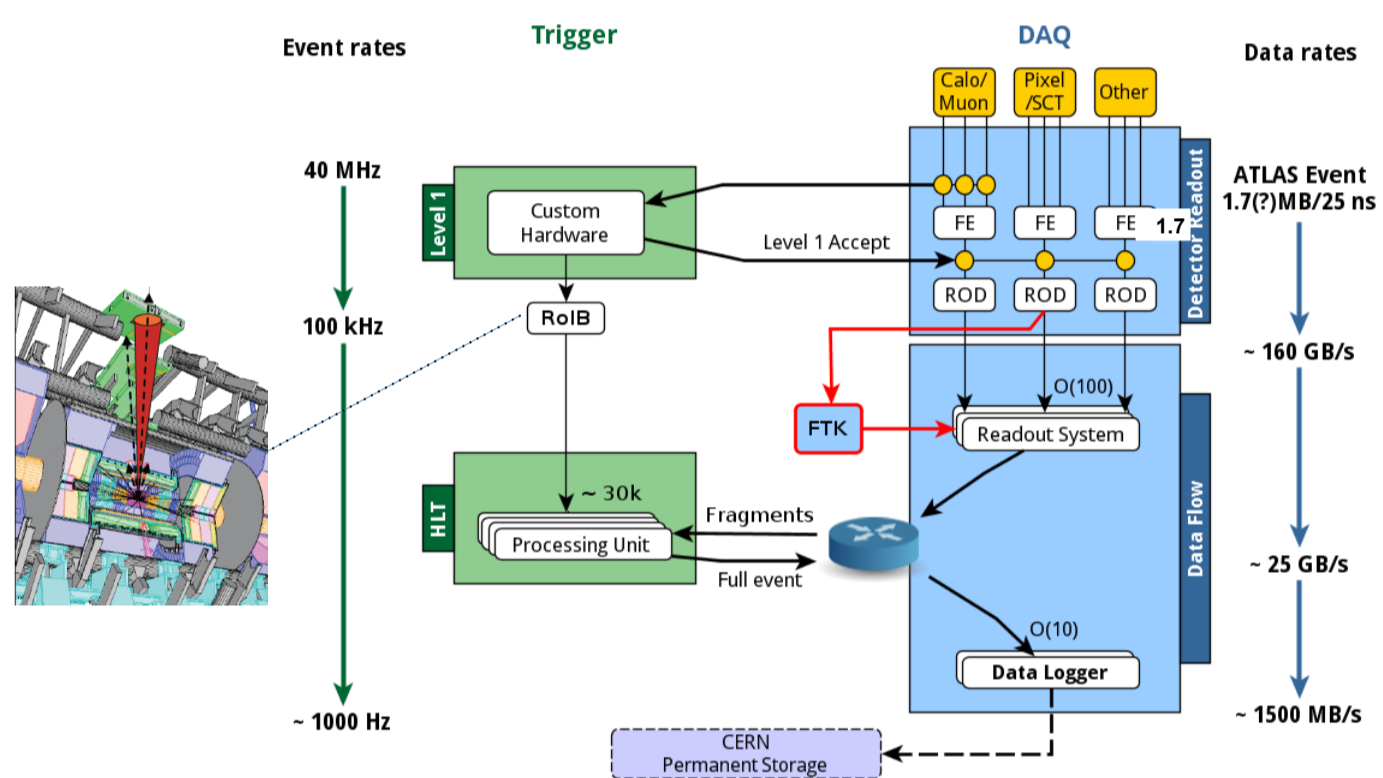 Event rates
Trigger
DAQ
Data rates
Calo/
Muon
Pixel
/SCT
Other
40 MHz
Level 1
Custom
Hardware
Level 1 Accept
FE
FE
FE
1.7
ROD
ROD
ROD
Detector Readout
ATLAS Event
1.7(?)MB/25 ns
100 kHz
RoIB
~ 160 GB/s
FTK
O(100)
Readout System
HLT
~ 30k
Processing Unit
Fragments
Full event
Data Flow
~ 25 GB/s
O(10)
Data Logger
~ 1000 Hz
~ 1500 MB/s
CERN
Permanent Storage